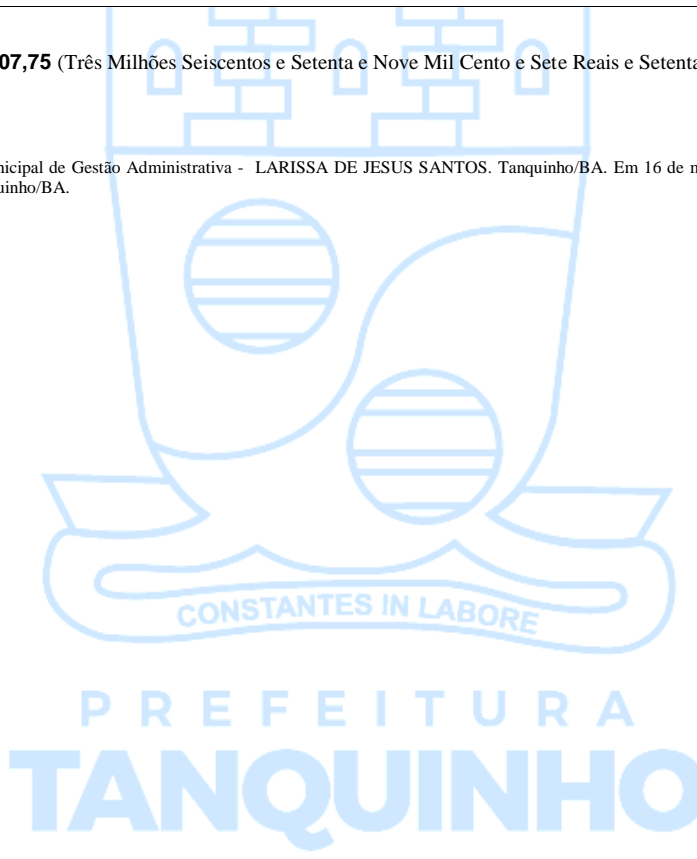 07,75 (Três Milhões Seiscentos e Setenta e Nove Mil Cento e Sete Reais e Setenta
nicipal de Gestão Administrativa - LARISSA DE JESUS SANTOS. Tanquinho/BA. Em 16 de
uinho/BA.
CONSTANTES IN LABORE
PREFEITURA
TANQUINHO